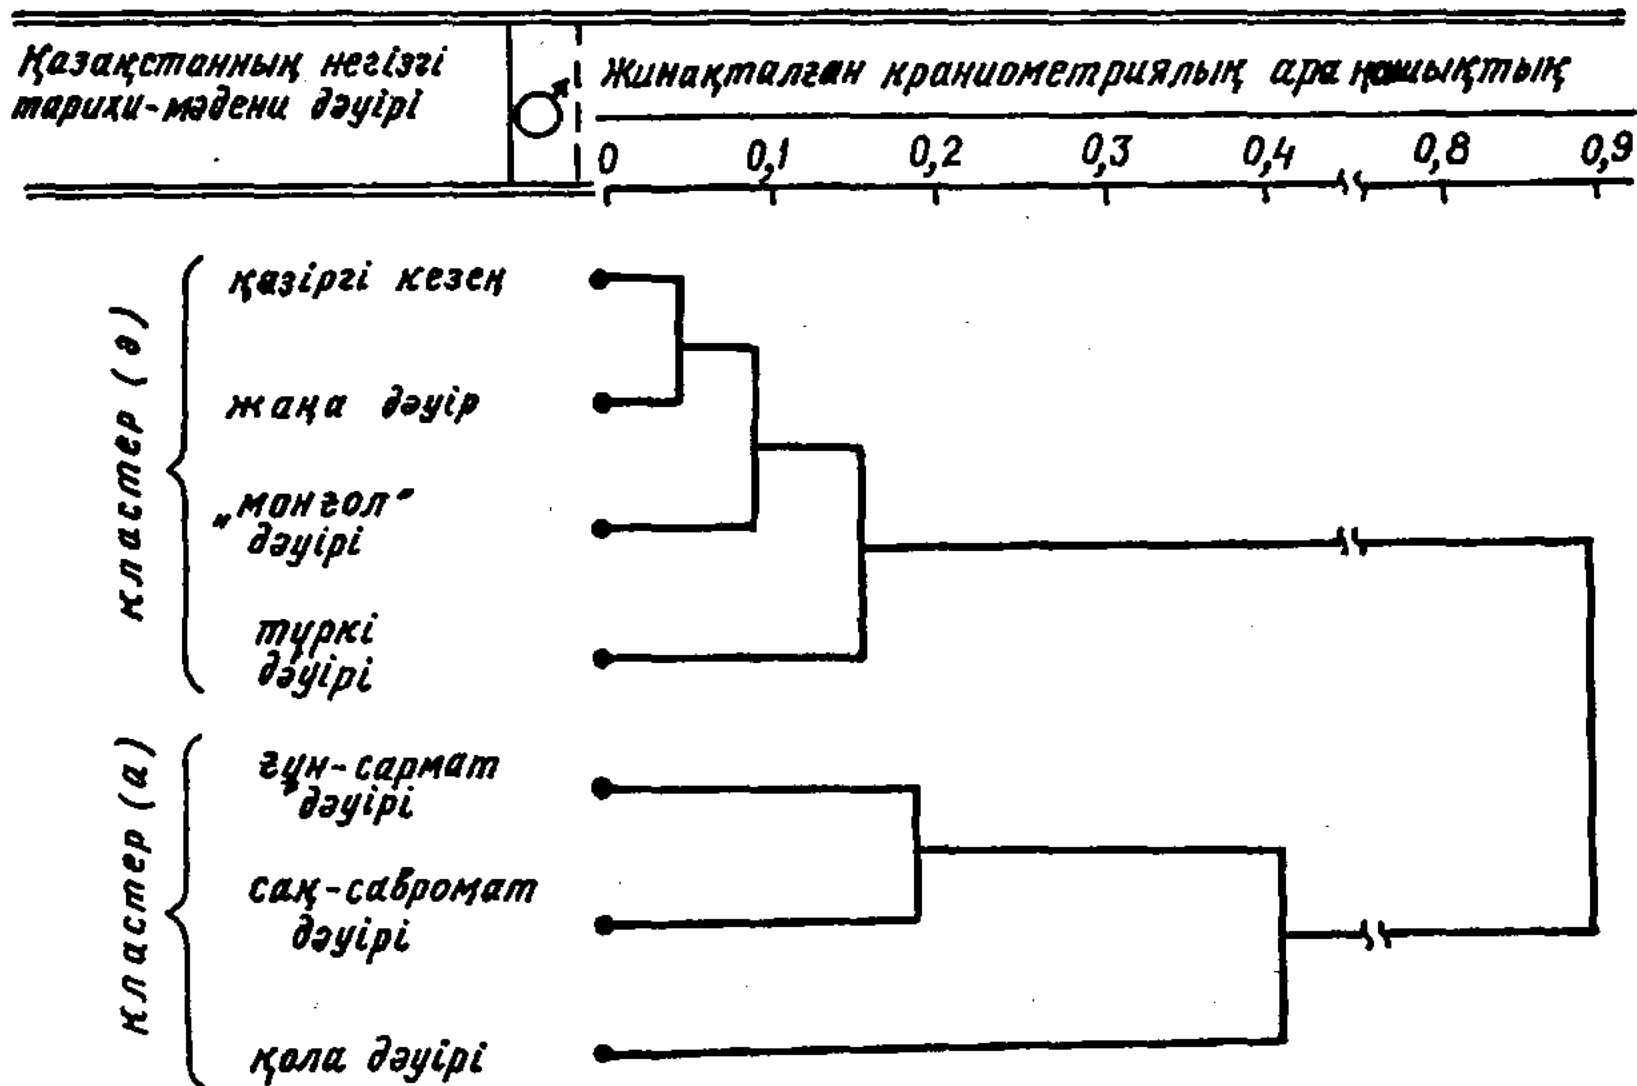 Қазақстанның негізгі
тарихи-мәдени дәуірі
♂
Жинақталған краниометриялық ара қашықтық
0 0,1 0,2 0,3 0,4 0,8 0,9
кластер (ә)
қазіргі кезең
жаңа дәуір
„монғол”
дәуірі
түркі
дәуірі
кластер (а)
ғұн-сармат
дәуірі
сақ-савромат
дәуірі
қола дәуірі